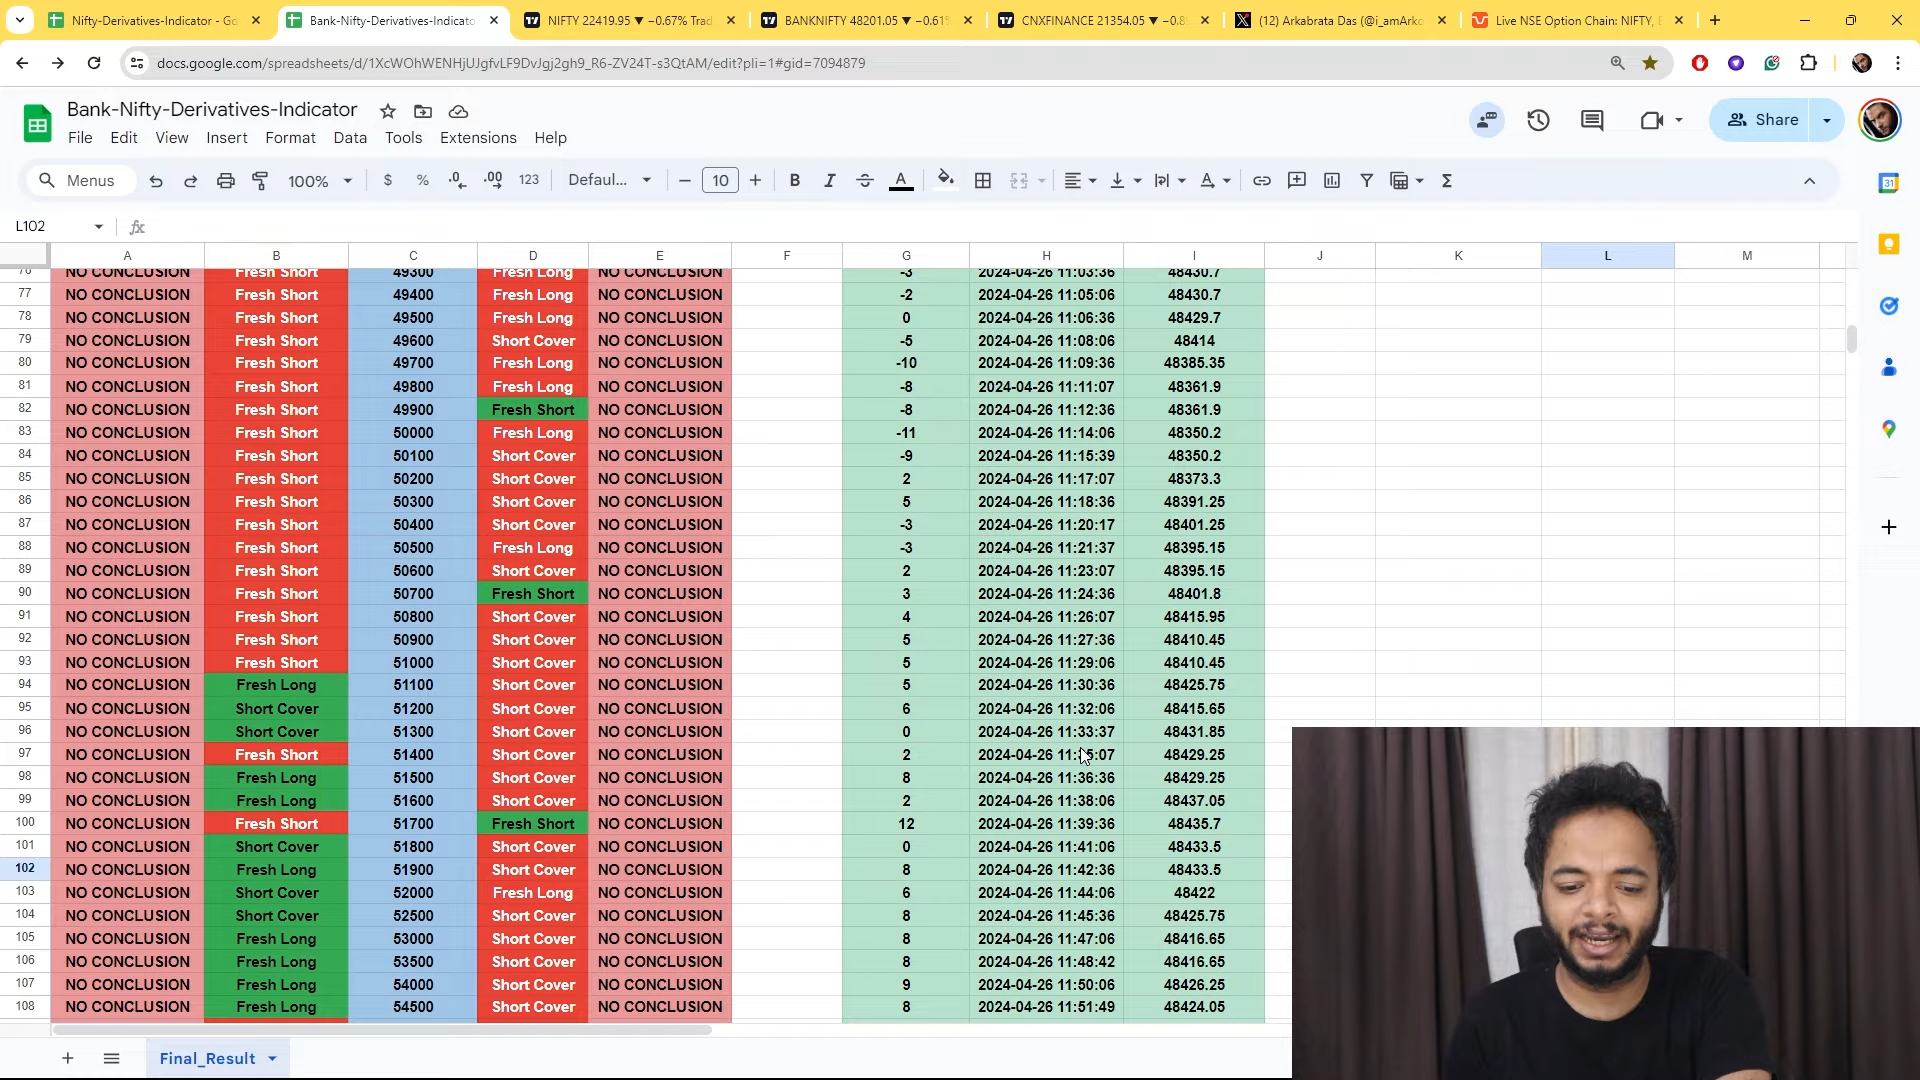 Nifty-Derivatives-Indicator - Go
Bank-Nifty-Derivatives-Indicato
NIFTY 22419.95 ▼ −0.67% Trad
BANKNIFTY 48201.05 ▼ −0.61%
CNXFINANCE 21354.05 ▼ −0.8
(12) Arkabrata Das (@i_amArko
Live NSE Option Chain: NIFTY, B
docs.google.com/spreadsheets/d/1XcWOhWENHjUJgfvLF9DvJgj2gh9_R6-ZV24T-s3QtAM/edit?pli=1#gid=7094879
Bank-Nifty-Derivatives-Indicator
File Edit View Insert Format Data Tools Extensions Help
Share
Menus 100% $ % .0 .00 123 Defaul... 10 B I A Σ
L102 fx
A B C D E F G H I J K L M
76 NO CONCLUSION Fresh Short 49300 Fresh Long NO CONCLUSION -3 2024-04-26 11:03:36 48430.7
77 NO CONCLUSION Fresh Short 49400 Fresh Long NO CONCLUSION -2 2024-04-26 11:05:06 48430.7
78 NO CONCLUSION Fresh Short 49500 Fresh Long NO CONCLUSION 0 2024-04-26 11:06:36 48429.7
79 NO CONCLUSION Fresh Short 49600 Short Cover NO CONCLUSION -5 2024-04-26 11:08:06 48414
80 NO CONCLUSION Fresh Short 49700 Fresh Long NO CONCLUSION -10 2024-04-26 11:09:36 48385.35
81 NO CONCLUSION Fresh Short 49800 Fresh Long NO CONCLUSION -8 2024-04-26 11:11:07 48361.9
82 NO CONCLUSION Fresh Short 49900 Fresh Short NO CONCLUSION -8 2024-04-26 11:12:36 48361.9
83 NO CONCLUSION Fresh Short 50000 Fresh Long NO CONCLUSION -11 2024-04-26 11:14:06 48350.2
84 NO CONCLUSION Fresh Short 50100 Short Cover NO CONCLUSION -9 2024-04-26 11:15:39 48350.2
85 NO CONCLUSION Fresh Short 50200 Short Cover NO CONCLUSION 2 2024-04-26 11:17:07 48373.3
86 NO CONCLUSION Fresh Short 50300 Short Cover NO CONCLUSION 5 2024-04-26 11:18:36 48391.25
87 NO CONCLUSION Fresh Short 50400 Short Cover NO CONCLUSION -3 2024-04-26 11:20:17 48401.25
88 NO CONCLUSION Fresh Short 50500 Fresh Long NO CONCLUSION -3 2024-04-26 11:21:37 48395.15
89 NO CONCLUSION Fresh Short 50600 Short Cover NO CONCLUSION 2 2024-04-26 11:23:07 48395.15
90 NO CONCLUSION Fresh Short 50700 Fresh Short NO CONCLUSION 3 2024-04-26 11:24:36 48401.8
91 NO CONCLUSION Fresh Short 50800 Short Cover NO CONCLUSION 4 2024-04-26 11:26:07 48415.95
92 NO CONCLUSION Fresh Short 50900 Short Cover NO CONCLUSION 5 2024-04-26 11:27:36 48410.45
93 NO CONCLUSION Fresh Short 51000 Short Cover NO CONCLUSION 5 2024-04-26 11:29:06 48410.45
94 NO CONCLUSION Fresh Long 51100 Short Cover NO CONCLUSION 5 2024-04-26 11:30:36 48425.75
95 NO CONCLUSION Short Cover 51200 Short Cover NO CONCLUSION 6 2024-04-26 11:32:06 48415.65
96 NO CONCLUSION Short Cover 51300 Short Cover NO CONCLUSION 0 2024-04-26 11:33:37 48431.85
97 NO CONCLUSION Fresh Short 51400 Short Cover NO CONCLUSION 2 2024-04-26 48429.25
98 NO CONCLUSION Fresh Long 51500 Short Cover NO CONCLUSION 8 2024-04-26 11:36:36 48429.25
99 NO CONCLUSION Fresh Long 51600 Short Cover NO CONCLUSION 2 2024-04-26 11:38:06 48437.05
100 NO CONCLUSION Fresh Short 51700 Fresh Short NO CONCLUSION 12 2024-04-26 11:39:36 48435.7
101 NO CONCLUSION Short Cover 51800 Short Cover NO CONCLUSION 0 2024-04-26 11:41:06 48433.5
102 NO CONCLUSION Fresh Long 51900 Short Cover NO CONCLUSION 8 2024-04-26 11:42:36 48433.5
103 NO CONCLUSION Short Cover 52000 Fresh Long NO CONCLUSION 6 2024-04-26 11:44:06 48422
104 NO CONCLUSION Short Cover 52500 Short Cover NO CONCLUSION 8 2024-04-26 11:45:36 48425.75
105 NO CONCLUSION Fresh Long 53000 Short Cover NO CONCLUSION 8 2024-04-26 11:47:06 48416.65
106 NO CONCLUSION Fresh Long 53500 Short Cover NO CONCLUSION 8 2024-04-26 11:48:42 48416.65
107 NO CONCLUSION Fresh Long 54000 Short Cover NO CONCLUSION 9 2024-04-26 11:50:06 48426.25
108 NO CONCLUSION Fresh Long 54500 Short Cover NO CONCLUSION 8 2024-04-26 11:51:49 48424.05
Final_Result